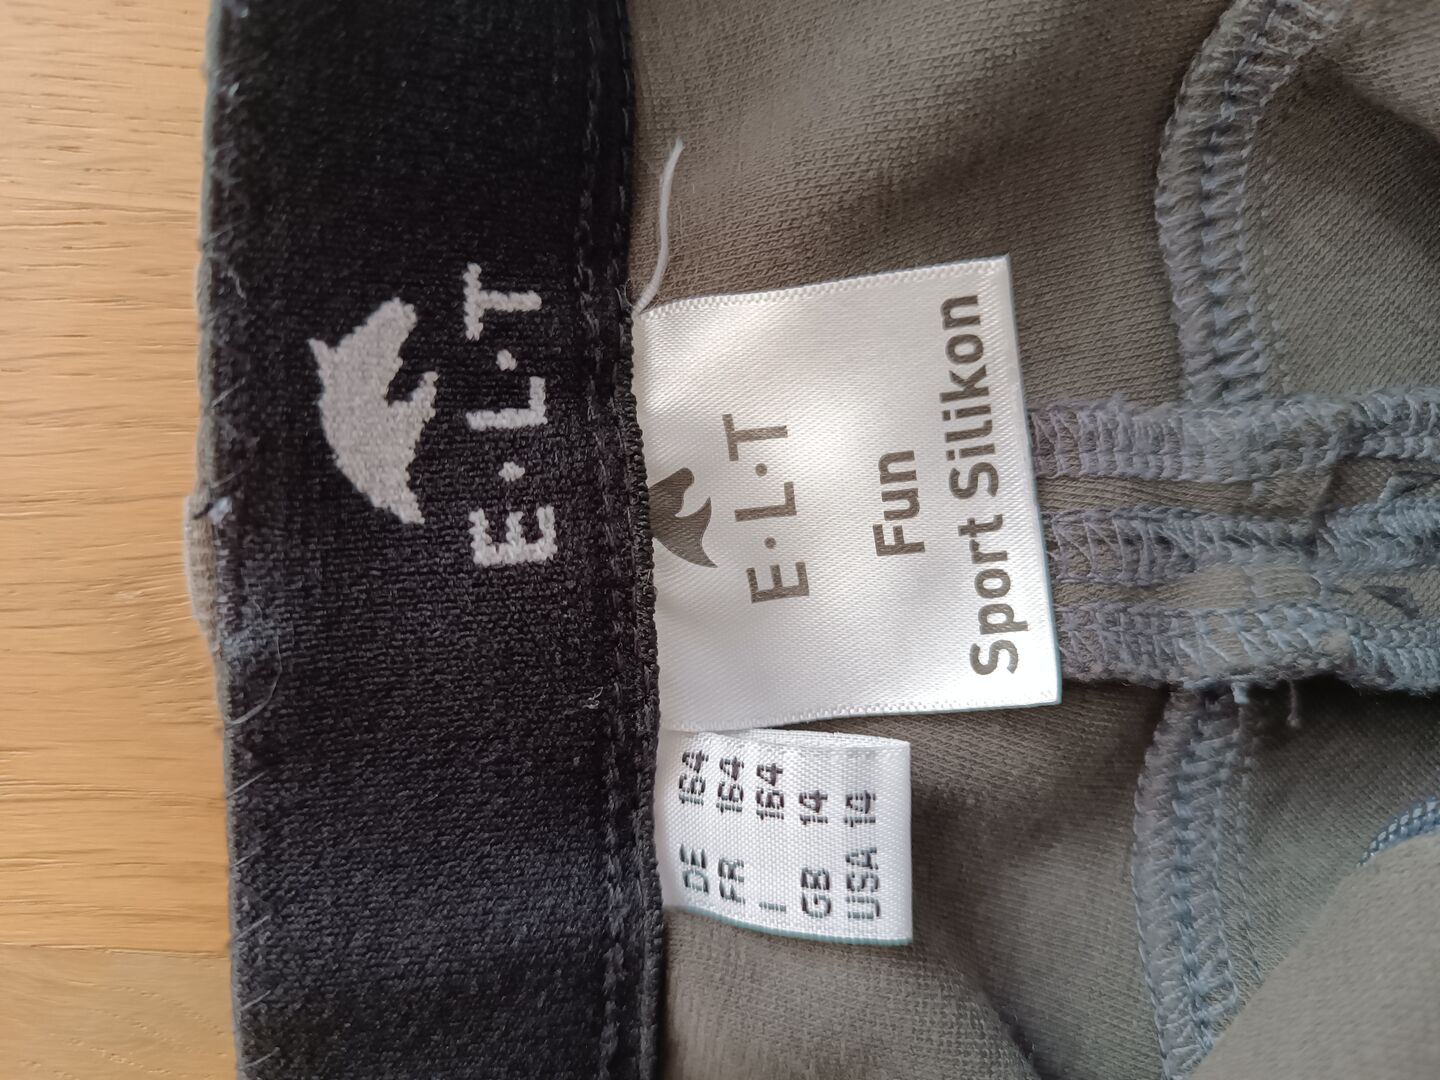 E·L·T
E·L·T
Fun
Sport Silikon
DE 164
FR 164
I 164
GB 14
USA 14